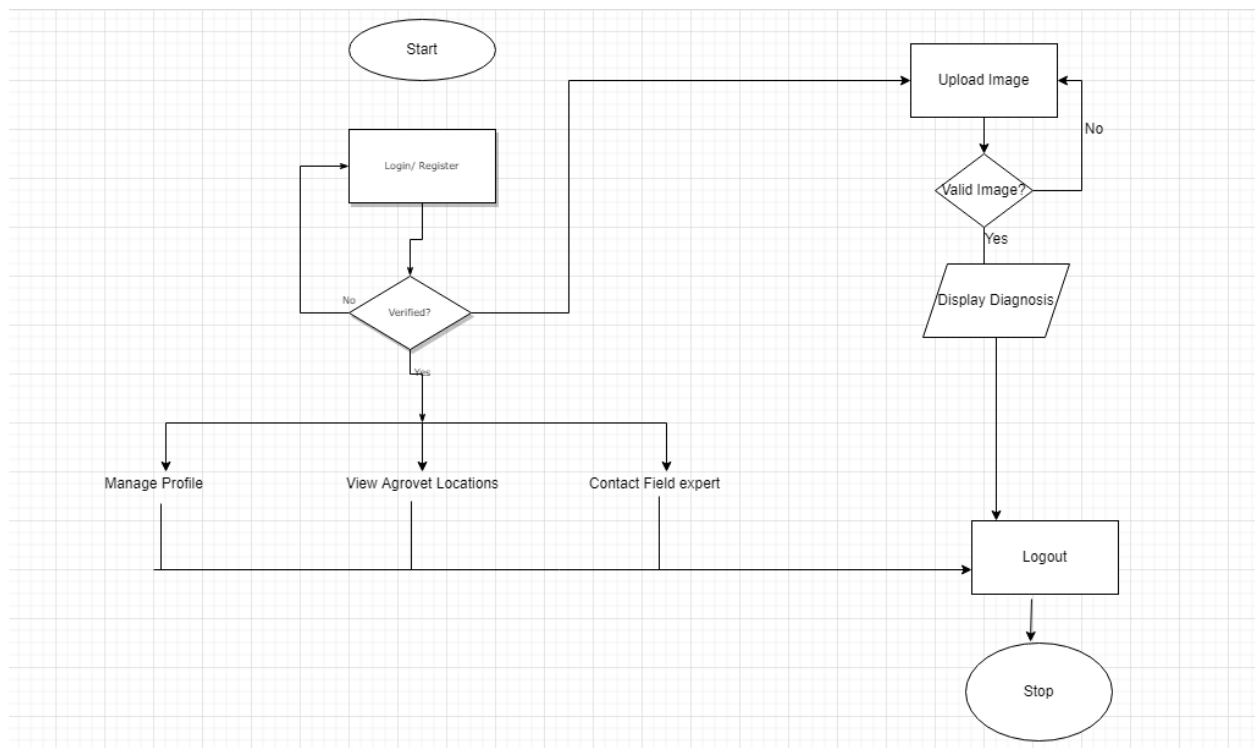 Start
Upload Image
No
Login/ Register
Valid Image?
Yes
No
Verified?
Display Diagnosis
Yes
Manage Profile
View Agrovet Locations
Contact Field expert
Logout
Stop